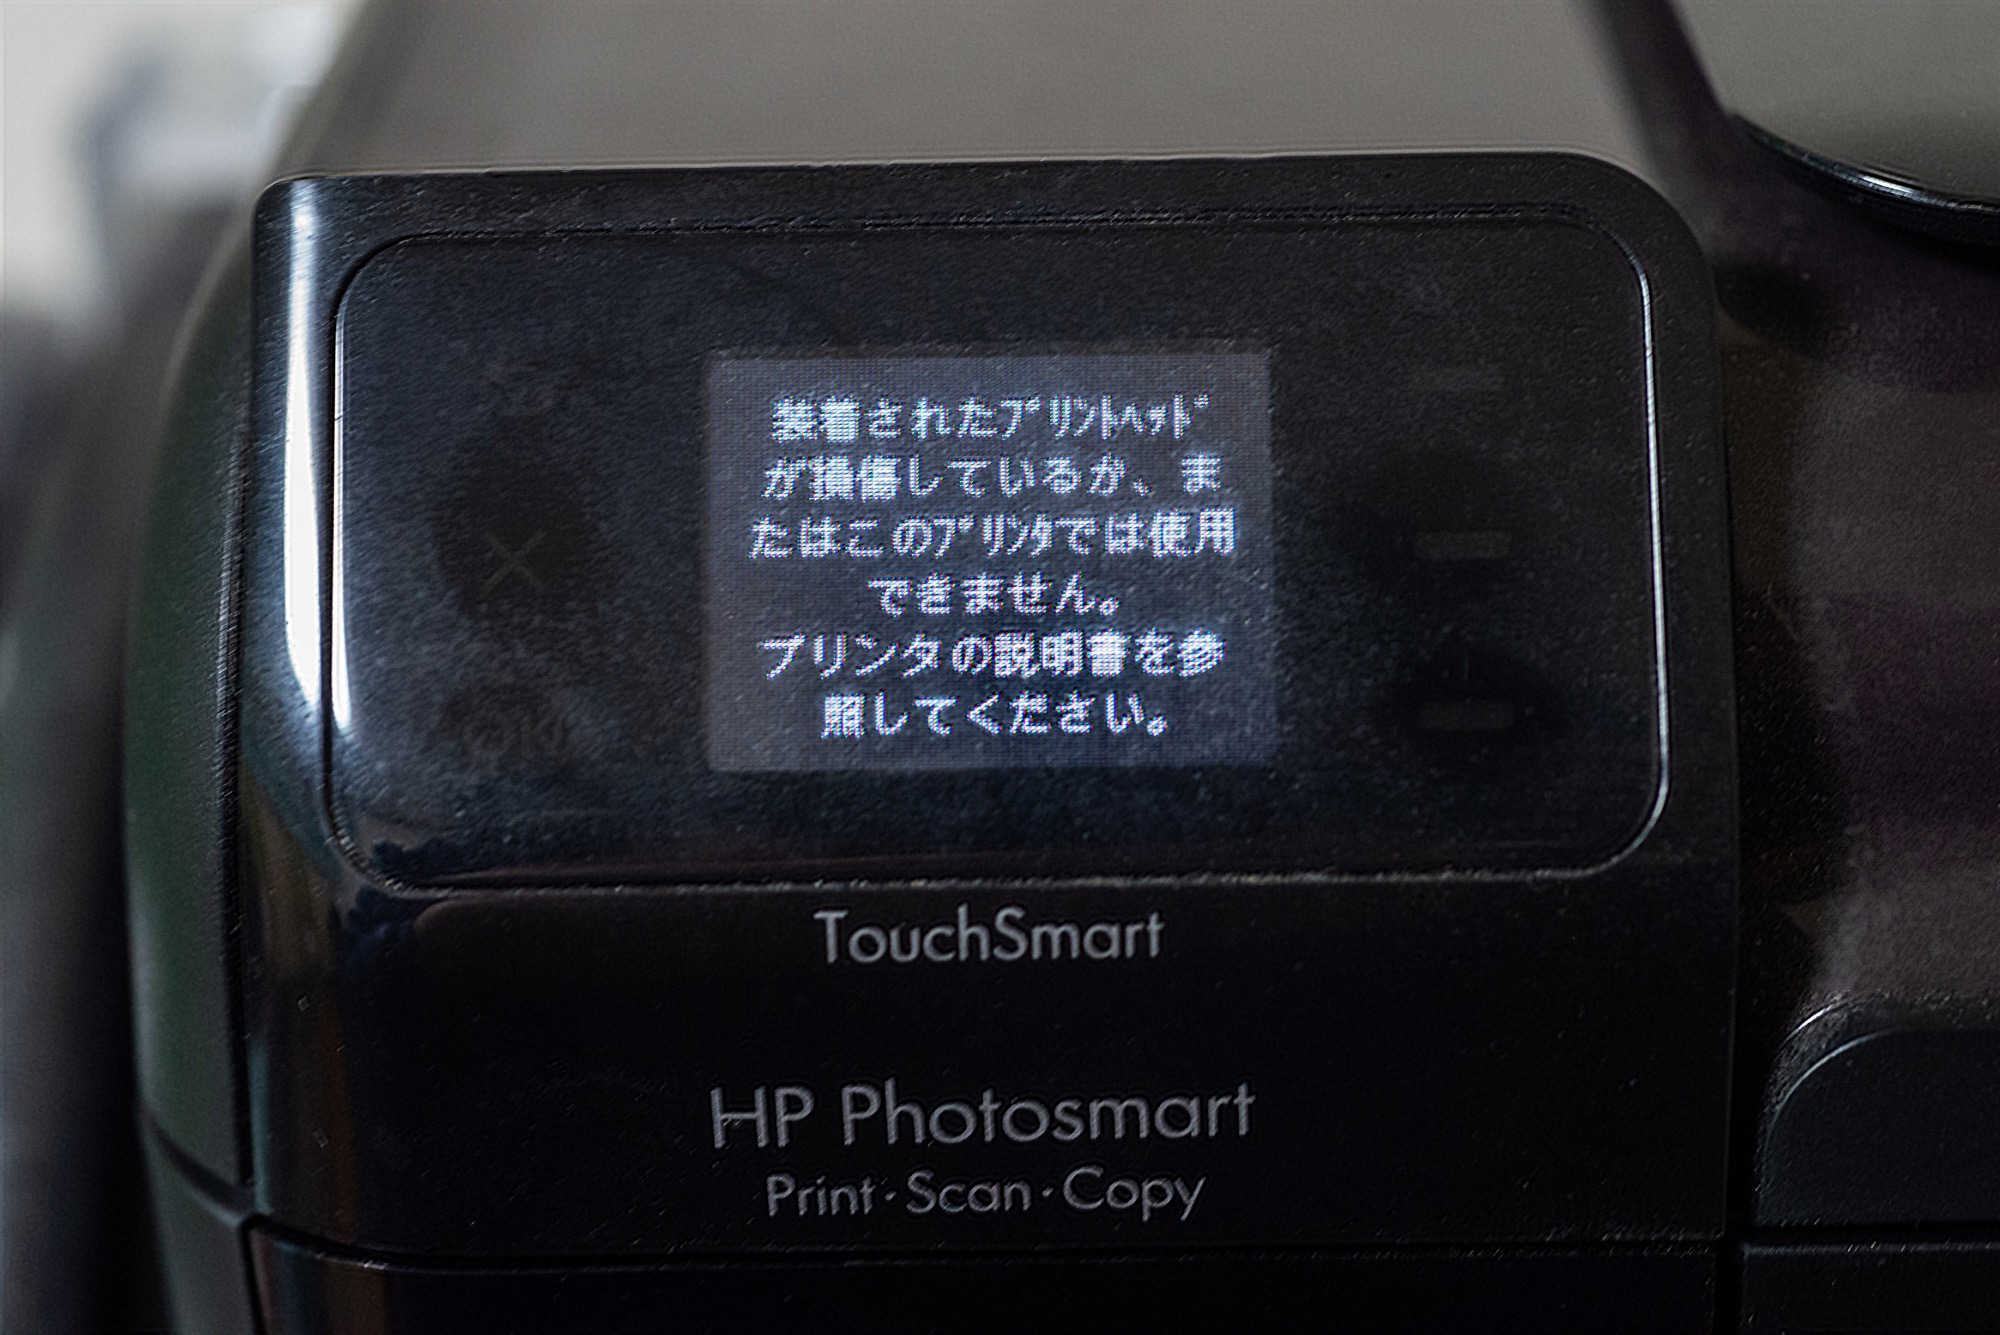 装着されたﾌﾟﾘﾝﾄﾍｯﾄﾞ
が損傷しているか、ま
たはこのﾌﾟﾘﾝﾀでは使用
できません。
プリンタの説明書を参
照してください。
OK
TouchSmart
HP Photosmart
Print·Scan·Copy